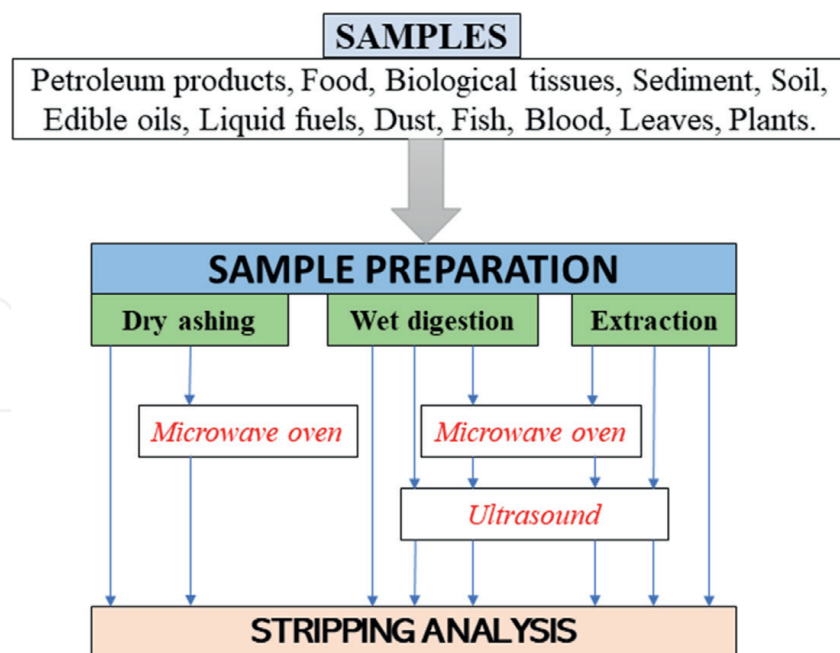 SAMPLES
Petroleum products, Food, Biological tissues, Sediment, Soil,
Edible oils, Liquid fuels, Dust, Fish, Blood, Leaves, Plants.
SAMPLE PREPARATION
Dry ashing
Wet digestion
Extraction
Microwave oven
Microwave oven
Ultrasound
STRIPPING ANALYSIS